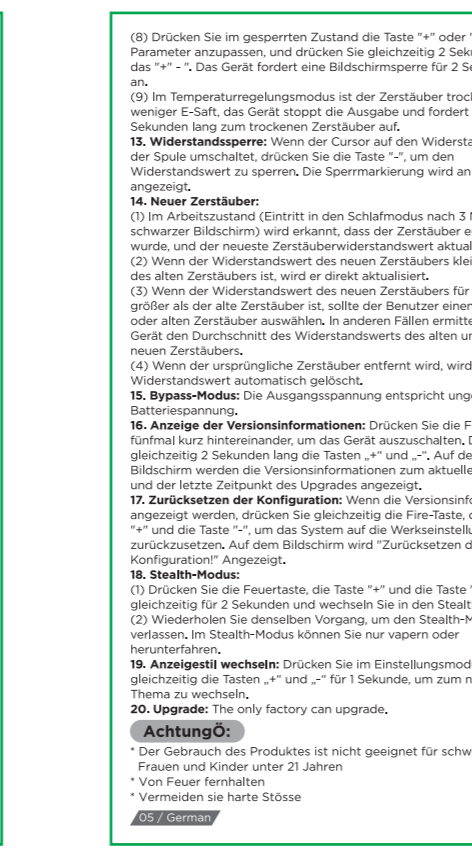 (8) Drücken Sie im gesperrten Zustand die Taste "+" oder "
Parameter anzupassen, und drücken Sie gleichzeitig 2
das "+" - ". Das Gerät fordert eine Bildschirmsperre für 2
an.
(9) Im Temperaturregelungsmodus ist der Zerstäuber
weniger E-Saft, das Gerät stoppt die Ausgabe und fordert
Sekunden lang zum trockenen Zerstäuber auf.
13. Widerstandssperre: Wenn der Cursor auf den
der Spule umschaltet, drücken Sie die Taste "-", um den
Widerstandswert zu sperren. Die Sperrmarkierung wird an
angezeigt.
14. Neuer Zerstäuber:
(1) Im Arbeitszustand (Eintritt in den Schlafmodus nach 3
schwarzer Bildschirm) wird erkannt, dass der Zerstäuber
wurde, und der neueste Zerstäuberwiderstandswert
(2) Wenn der Widerstandswert des neuen Zerstäubers
des alten Zerstäubers ist, wird er direkt aktualisiert.
(3) Wenn der Widerstandswert des neuen Zerstäubers für
größer als der alte Zerstäuber ist, sollte der Benutzer einen
oder alten Zerstäuber auswählen. In anderen Fällen
Gerät den Durchschnitt des Widerstandswerts des alten
neuen Zerstäubers.
(4) Wenn der ursprüngliche Zerstäuber entfernt wird, wird
Widerstandswert automatisch gelöscht.
15. Bypass-Modus: Die Ausgangsspannung entspricht
Batteriespannung.
16. Anzeige der Versionsinformationen: Drücken Sie die
fünfmal kurz hintereinander, um das Gerät auszuschalten.
gleichzeitig 2 Sekunden lang die Tasten „+" und „-". Auf
Bildschirm werden die Versionsinformationen zum
und der letzte Zeitpunkt des Upgrades angezeigt.
17. Zurücksetzen der Konfiguration: Wenn die
angezeigt werden, drücken Sie gleichzeitig die Fire-Taste,
"+" und die Taste "-", um das System auf die
zurückzusetzen. Auf dem Bildschirm wird "Zurücksetzen
Konfiguration!" Angezeigt.
18. Stealth-Modus:
(1) Drücken Sie die Feuertaste, die Taste "+" und die Taste "
gleichzeitig für 2 Sekunden und wechseln Sie in den
(2) Wiederholen Sie denselben Vorgang, um den
verlassen. Im Stealth-Modus können Sie nur vapern oder
herunterfahren.
19. Anzeigestil wechseln: Drücken Sie im
gleichzeitig die Tasten „+" und „-" für 1 Sekunde, um zum
Thema zu wechseln.
20. Upgrade: The only factory can upgrade.
AchtungÖ:
* Der Gebrauch des Produktes ist nicht geeignet für
Frauen und Kinder unter 21 Jahren
* Von Feuer fernhalten
* Vermeiden sie harte Stösse
05 / German